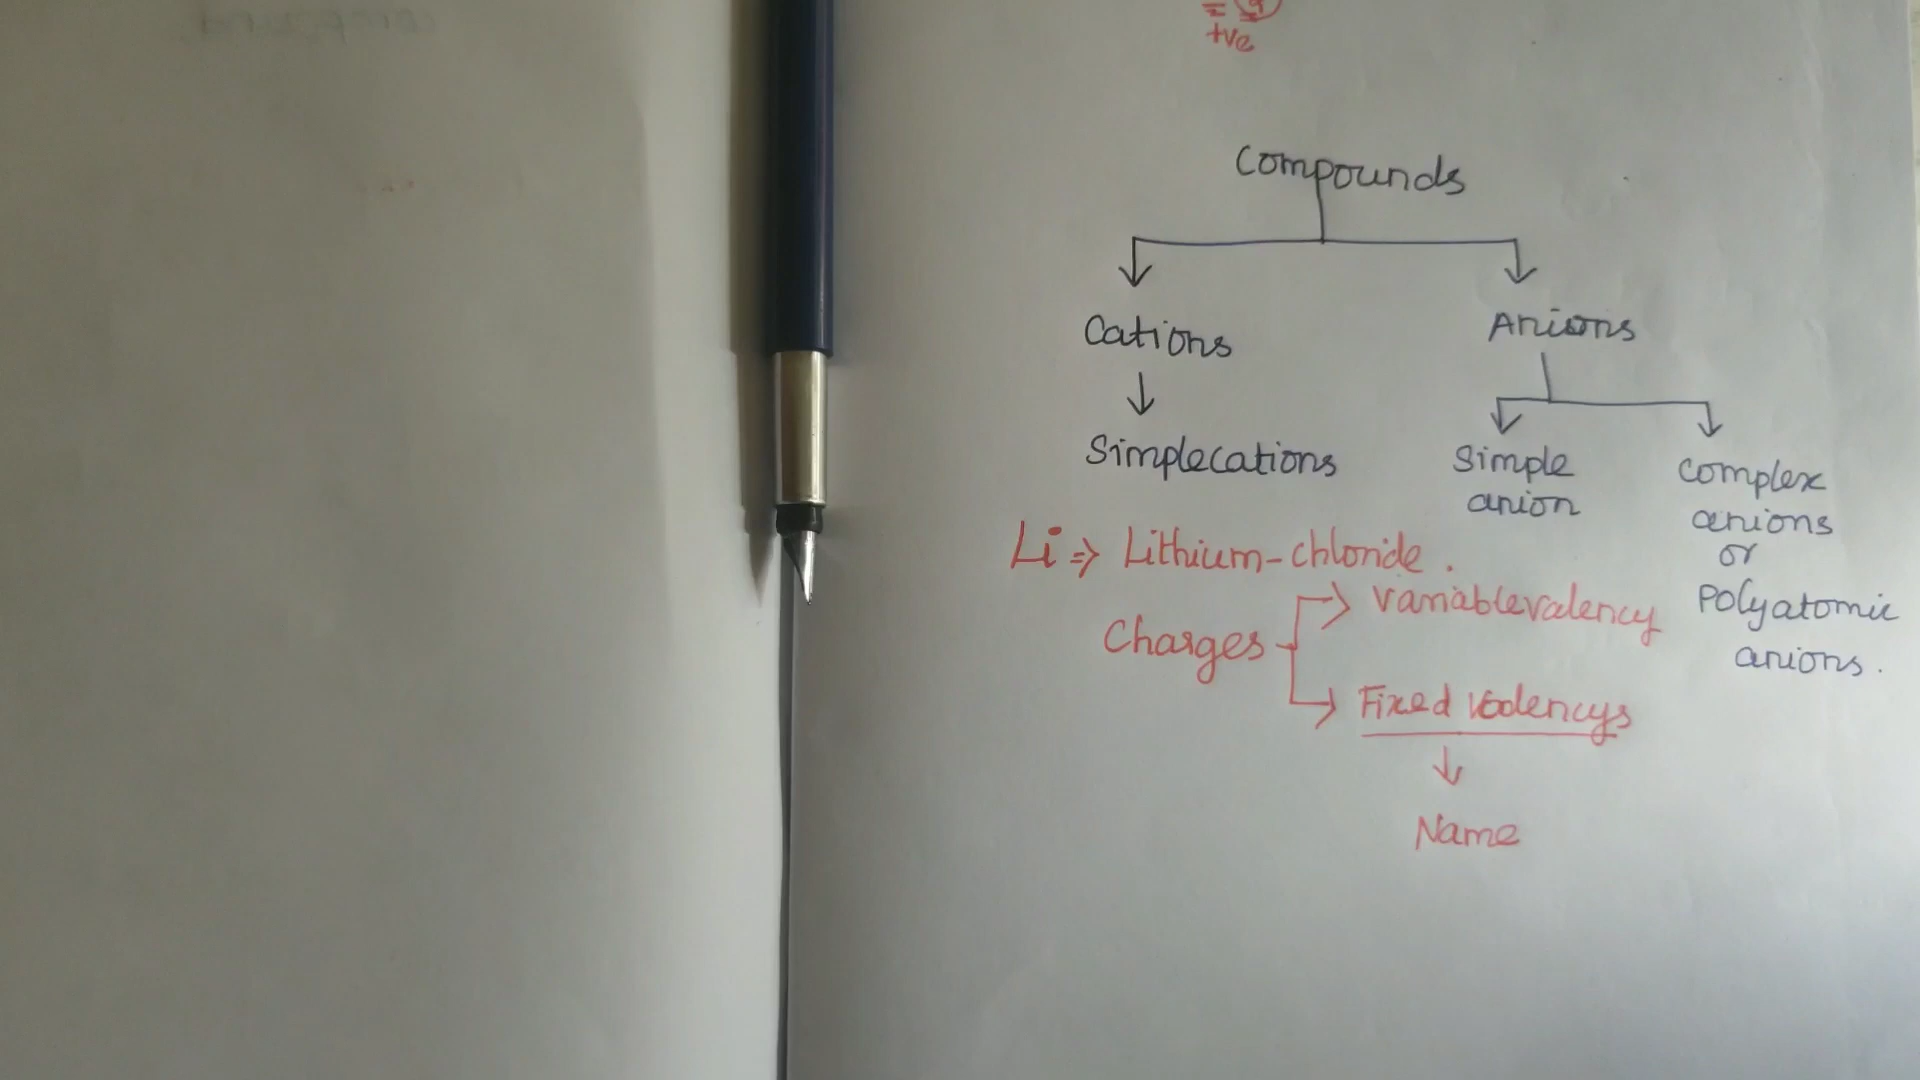 +ve
Compounds
Cations Anions
Simplecations
Simple anion
complex anions or Polyatomic anions.
Li => Lithium-chloride.
Charges
variablevalency
Fixed valencys
Name